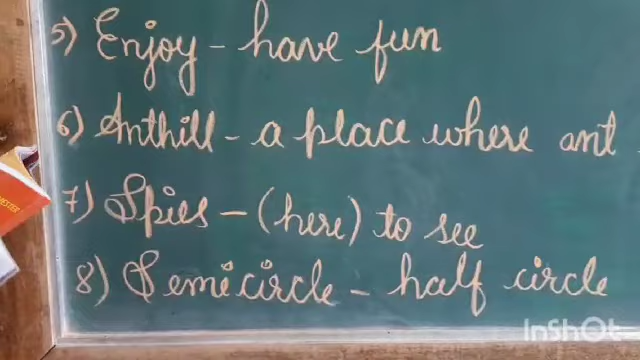 5) Enjoy - have fun
6) Anthill - a place where ant
7) Spies - (here) to see
8) Semicircle - half circle
InShOt